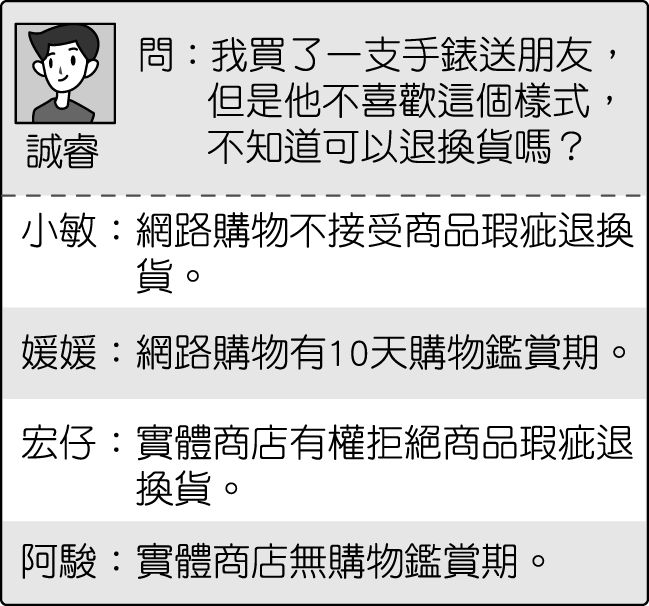 問：我買了一支手錶送朋友，
但是他不喜歡這個樣式，
不知道可以退換貨嗎？
誠睿
小敏：網路購物不接受商品瑕疵退換
貨。
媛媛：網路購物有10天購物鑑賞期。
宏仔：實體商店有權拒絕商品瑕疵退
換貨。
阿駿：實體商店無購物鑑賞期。